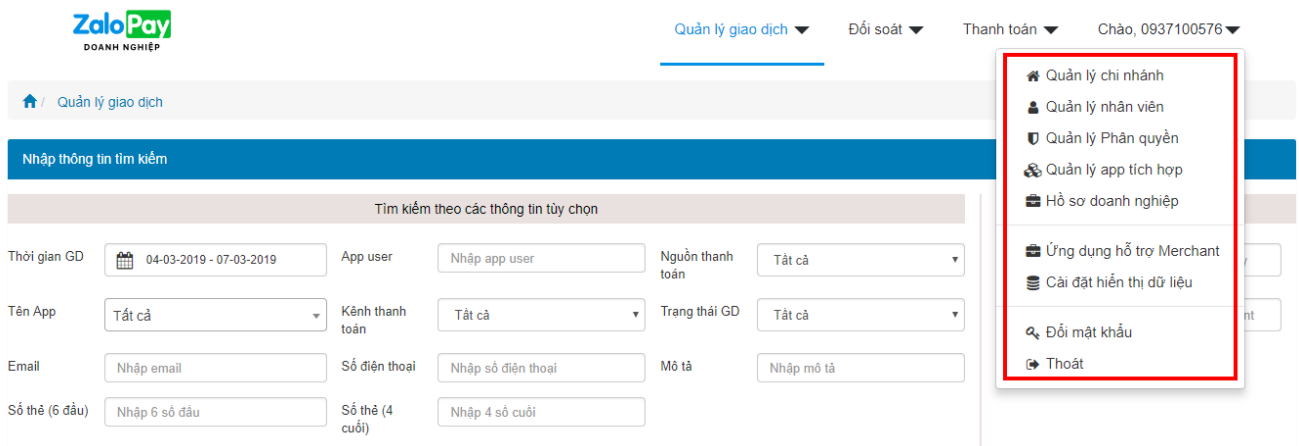 ZaloPay
DOANH NGHIỆP
Quản lý giao dịch
Đối soát
Thanh toán
Chào, 0937100576
Quản lý chi nhánh
Quản lý nhân viên
Quản lý Phân quyền
Quản lý app tích hợp
Hồ sơ doanh nghiệp
Ứng dụng hỗ trợ Merchant
Cài đặt hiển thị dữ liệu
Đổi mật khẩu
Thoát
/ Quản lý giao dịch
Nhập thông tin tìm kiếm
Tìm kiếm theo các thông tin tùy chọn
Thời gian GD
04-03-2019 - 07-03-2019
App user
Nhập app user
Nguồn thanh
toán
Tất cả
Tên App
Tất cả
Kênh thanh
toán
Tất cả
Trạng thái GD
Tất cả
Email
Nhập email
Số điện thoại
Nhập số điện thoại
Mô tả
Nhập mô tả
Số thẻ (6 đầu)
Nhập 6 số đầu
Số thẻ (4
cuối)
Nhập 4 số cuối